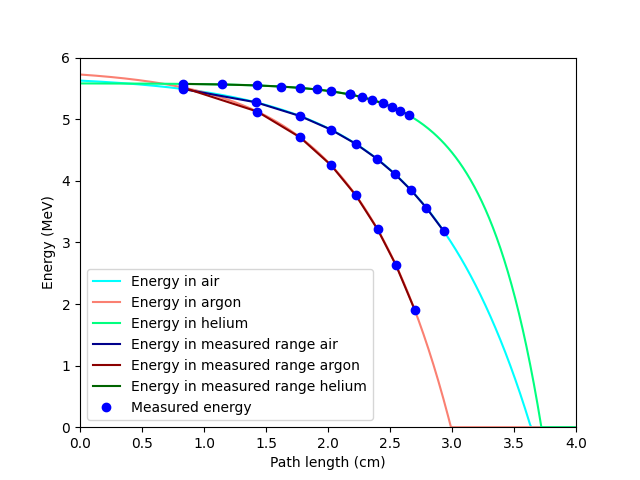 6
5
4
3
2
1
0
Energy (MeV)
Energy in air
Energy in argon
Energy in helium
Energy in measured range air
Energy in measured range argon
Energy in measured range helium
Measured energy
0.0 0.5 1.0 1.5 2.0 2.5 3.0 3.5 4.0
Path length (cm)